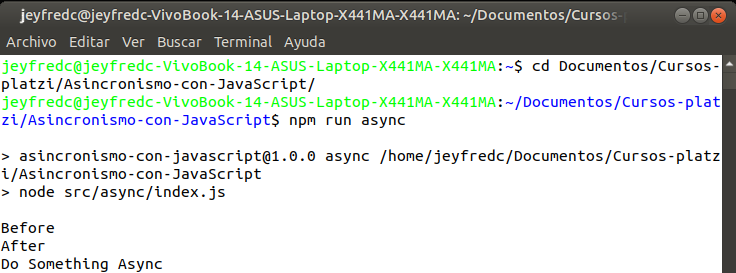 jeyfredc@jeyfredc-VivoBook-14-ASUS-Laptop-X441MA-X441MA: ~/Documentos/Cursos-
Archivo Editar Ver Buscar Terminal Ayuda
jeyfredc@jeyfredc-VivoBook-14-ASUS-Laptop-X441MA-X441MA:~$ cd Documentos/Cursos-
platzi/Asincronismo-con-JavaScript/
jeyfredc@jeyfredc-VivoBook-14-ASUS-Laptop-X441MA-X441MA:~/Documentos/Cursos-plat
zi/Asincronismo-con-JavaScript$ npm run async
> asincronismo-con-javascript@1.0.0 async /home/jeyfredc/Documentos/Cursos-platz
i/Asincronismo-con-JavaScript
> node src/async/index.js
Before
After
Do Something Async